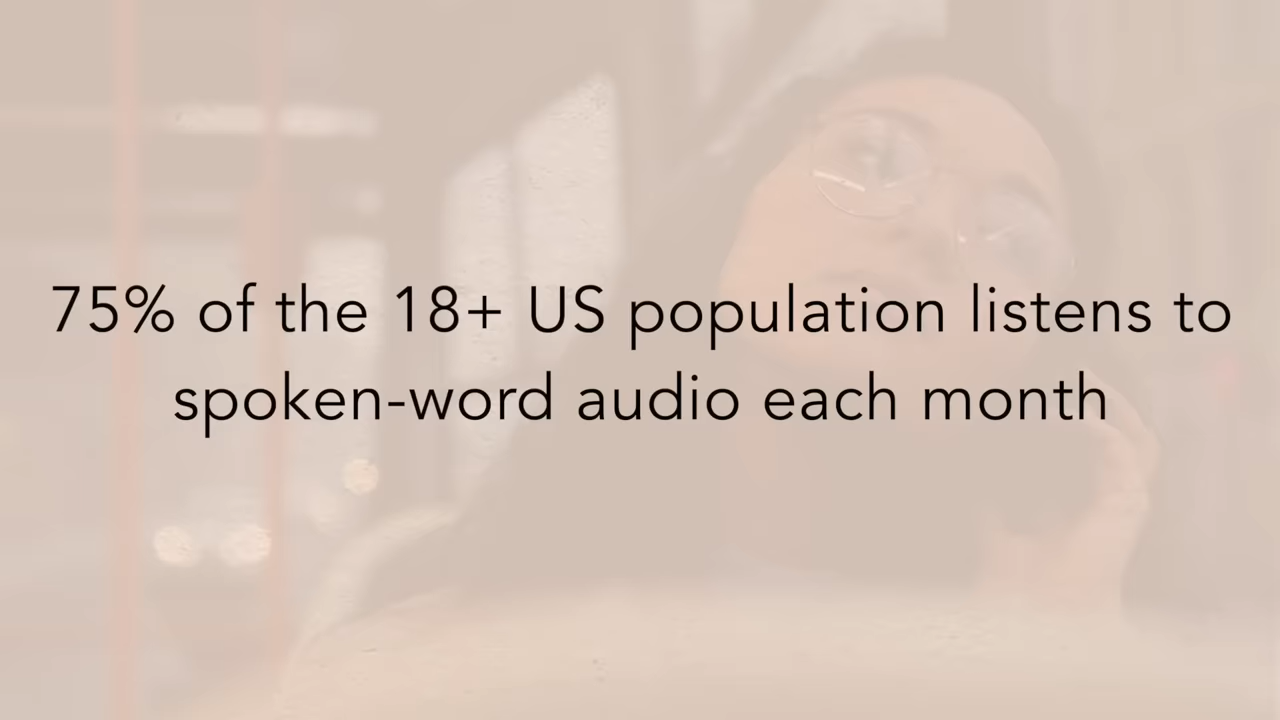 75% of the 18+ US population listens to
spoken-word audio each month